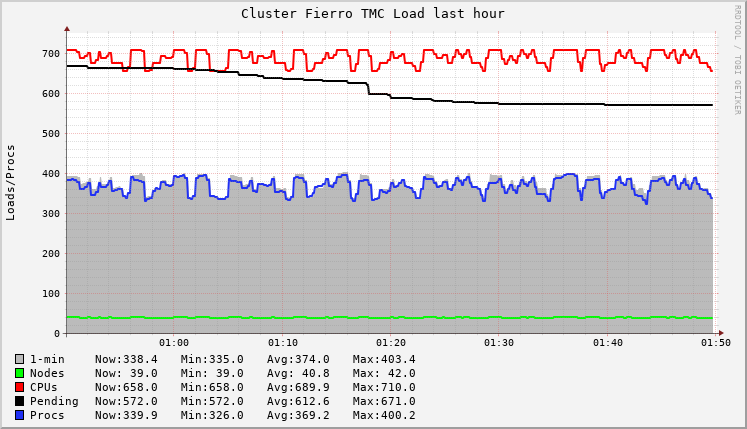 Cluster Fierro TMC Load last hour
RRDTOOL / TOBI OETIKER
Loads/Procs
700
600
500
400
300
200
100
0
01:00 01:10 01:20 01:30 01:40 01:50
1-min Now:338.4 Min:335.0 Avg:374.0 Max:403.4
Nodes Now: 39.0 Min: 39.0 Avg: 40.8 Max: 42.0
CPUs Now:658.0 Min:658.0 Avg:689.9 Max:710.0
Pending Now:572.0 Min:572.0 Avg:612.6 Max:671.0
Procs Now:339.9 Min:326.0 Avg:369.2 Max:400.2